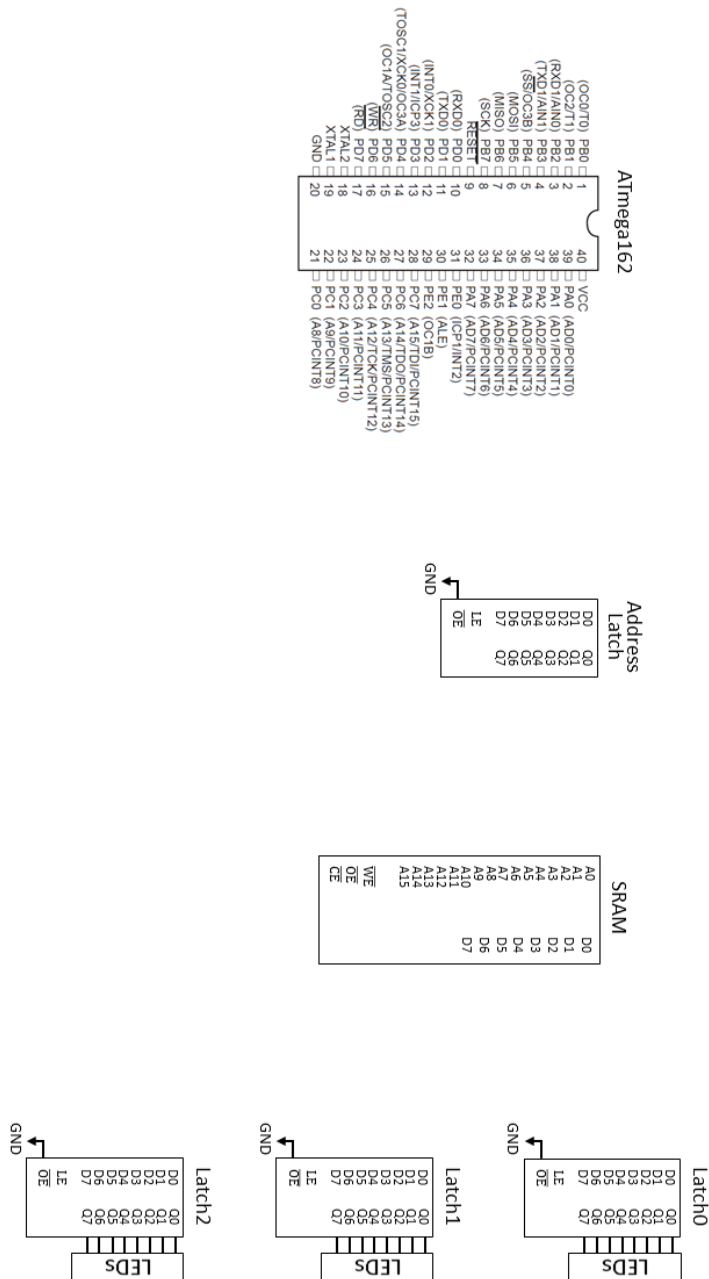 ATmega162
(OC0/T0) PB0 1 40 VCC
(OC2/T1) PB1 2 39 PA0 (AD0/PCINT0)
(RXD1/AIN0) PB2 3 38 PA1 (AD1/PCINT1)
(TXD1/AIN1) PB3 4 37 PA2 (AD2/PCINT2)
(SS/OC3B) PB4 5 36 PA3 (AD3/PCINT3)
(MOSI) PB5 6 35 PA4 (AD4/PCINT4)
(MISO) PB6 7 34 PA5 (AD5/PCINT5)
(SCK) PB7 8 33 PA6 (AD6/PCINT6)
RESET 9 32 PA7 (AD7/PCINT7)
(RXD0) PD0 10 31 PE0 (ICP1/INT2)
(TXD0) PD1 11 30 PE1 (ALE)
(INT0/XCK1) PD2 12 29 PE2 (OC1B)
(INT1/ICP3) PD3 13 28 PC7 (A15/TDI/PCINT15)
(TOSC1/XCK0/OC3A) PD4 14 27 PC6 (A14/TDO/PCINT14)
(OC1A/TOSC2) PD5 15 26 PC5 (A13/TMS/PCINT13)
(WR) PD6 16 25 PC4 (A12/TCK/PCINT12)
(RD) PD7 17 24 PC3 (A11/PCINT11)
XTAL2 18 23 PC2 (A10/PCINT10)
XTAL1 19 22 PC1 (A9/PCINT9)
GND 20 21 PC0 (A8/PCINT8)
Address
Latch
D0 Q0
D1 Q1
D2 Q2
D3 Q3
D4 Q4
D5 Q5
D6 Q6
D7 Q7
LE
OE
GND
SRAM
A0 D0
A1
A2 D1
A3 D2
A4 D3
A5
A6 D4
A7 D5
A8
A9 D6
A10 D7
A11
A12
A13
A14
A15
WE
OE
CE
Latch0
D0 Q0
D1 Q1
D2 Q2
D3 Q3
D4 Q4
D5 Q5
D6 Q6
D7 Q7
LE
OE
GND
LEDs
Latch1
D0 Q0
D1 Q1
D2 Q2
D3 Q3
D4 Q4
D5 Q5
D6 Q6
D7 Q7
LE
OE
GND
LEDs
Latch2
D0 Q0
D1 Q1
D2 Q2
D3 Q3
D4 Q4
D5 Q5
D6 Q6
D7 Q7
LE
OE
GND
LEDs